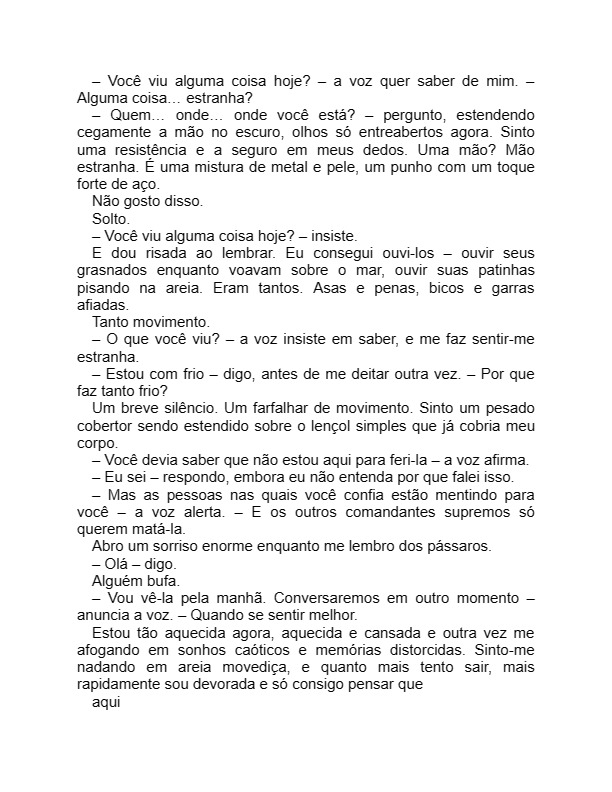 – Você viu alguma coisa hoje? – a voz quer saber de mim. –
Alguma coisa… estranha?
– Quem… onde… onde você está? – pergunto, estendendo
cegamente a mão no escuro, olhos só entreabertos agora. Sinto
uma resistência e a seguro em meus dedos. Uma mão? Mão
estranha. É uma mistura de metal e pele, um punho com um toque
forte de aço.
Não gosto disso.
Solto.
– Você viu alguma coisa hoje? – insiste.
E dou risada ao lembrar. Eu consegui ouvi-los – ouvir seus
grasnados enquanto voavam sobre o mar, ouvir suas patinhas
pisando na areia. Eram tantos. Asas e penas, bicos e garras
afiadas.
Tanto movimento.
– O que você viu? – a voz insiste em saber, e me faz sentir-me
estranha.
– Estou com frio – digo, antes de me deitar outra vez. – Por que
faz tanto frio?
Um breve silêncio. Um farfalhar de movimento. Sinto um pesado
cobertor sendo estendido sobre o lençol simples que já cobria meu
corpo.
– Você devia saber que não estou aqui para feri-la – a voz afirma.
– Eu sei – respondo, embora eu não entenda por que falei isso.
– Mas as pessoas nas quais você confia estão mentindo para
você – a voz alerta. – E os outros comandantes supremos só
querem matá-la.
Abro um sorriso enorme enquanto me lembro dos pássaros.
– Olá – digo.
Alguém bufa.
– Vou vê-la pela manhã. Conversaremos em outro momento –
anuncia a voz. – Quando se sentir melhor.
Estou tão aquecida agora, aquecida e cansada e outra vez me
afogando em sonhos caóticos e memórias distorcidas. Sinto-me
nadando em areia movediça, e quanto mais tento sair, mais
rapidamente sou devorada e só consigo pensar que
aqui